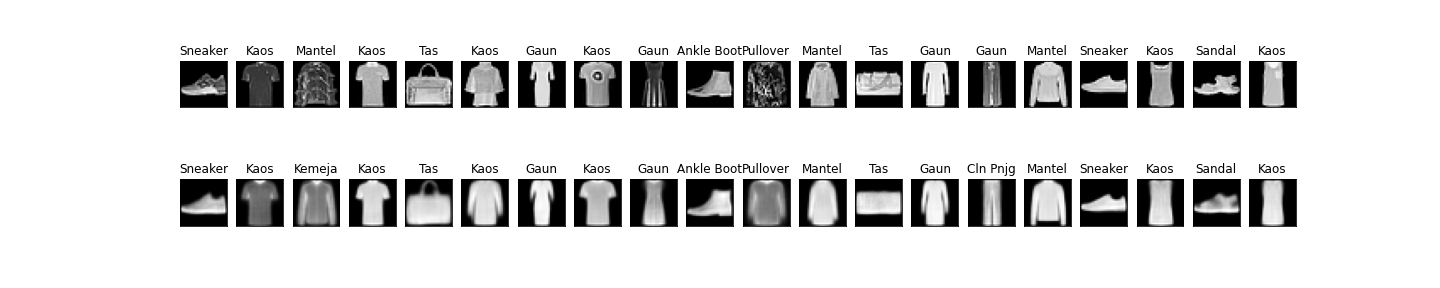 Sneaker Kaos Mantel Kaos Tas Kaos Gaun Kaos Gaun Ankle Boot Pullover Mantel Tas Gaun Gaun Mantel Sneaker Kaos Sandal Kaos
Sneaker Kaos Kemeja Kaos Tas Kaos Gaun Kaos Gaun Ankle Boot Pullover Mantel Tas Gaun Cln Pnjg Mantel Sneaker Kaos Sandal Kaos